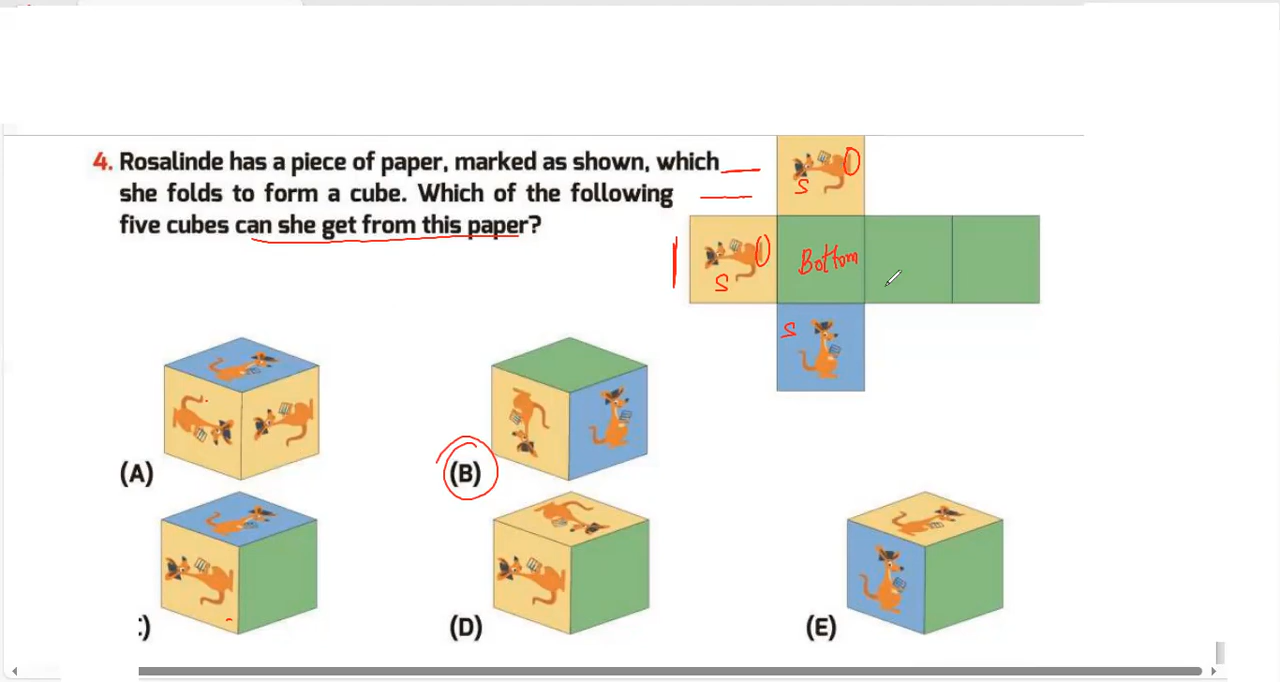 4. Rosalinde has a piece of paper, marked as shown, which
she folds to form a cube. Which of the following
five cubes can she get from this paper?
S
S
Bottom
S
(A)
(B)
:)
(D)
(E)